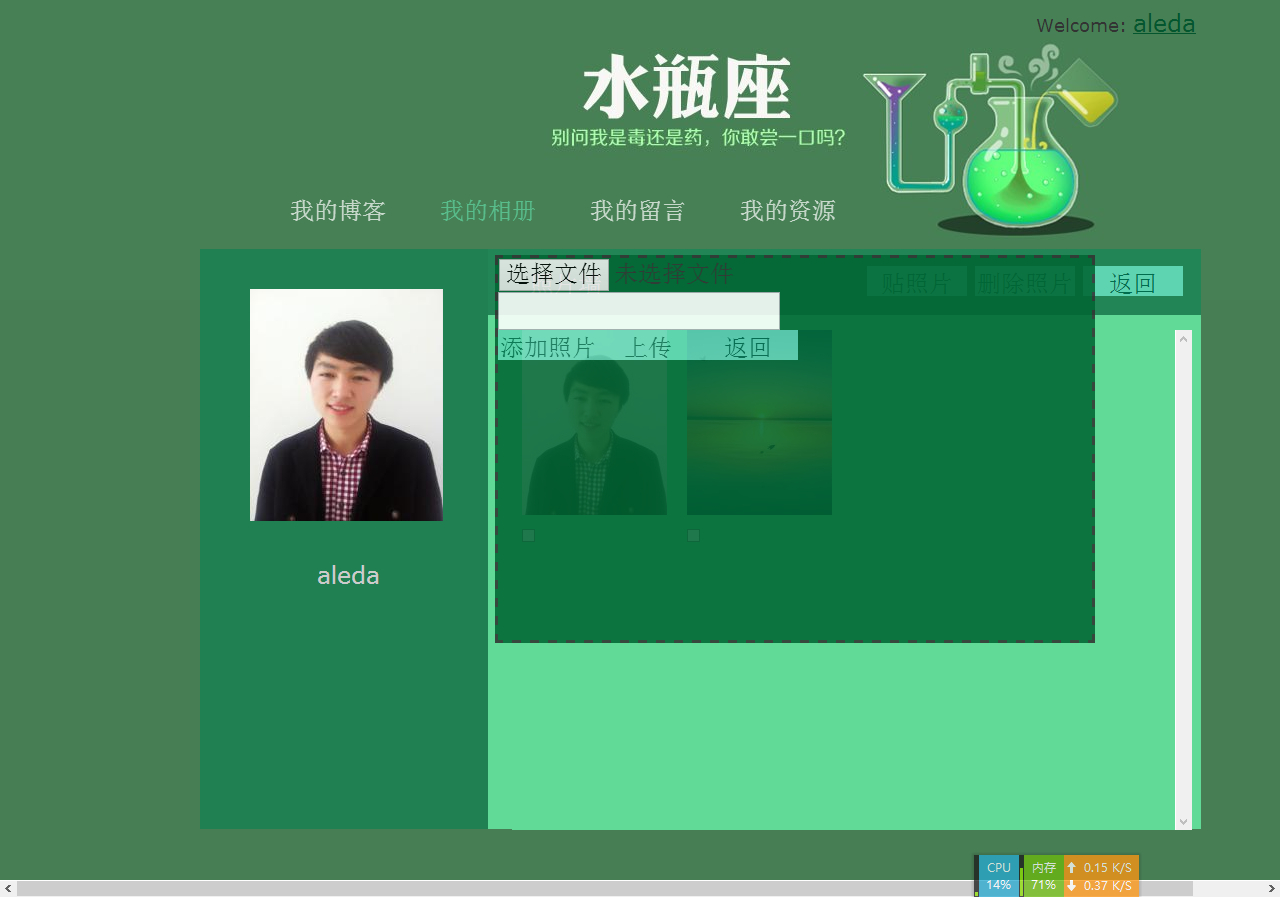 Welcome: aleda
水瓶座
别问我是毒还是药，你敢尝一口吗？
我的博客 我的相册 我的留言 我的资源
选择文件 未选择文件 贴照片 删除照片 返回
添加照片 上传 返回
aleda
CPU 内存 0.15 K/S
14% 71% 0.37 K/S